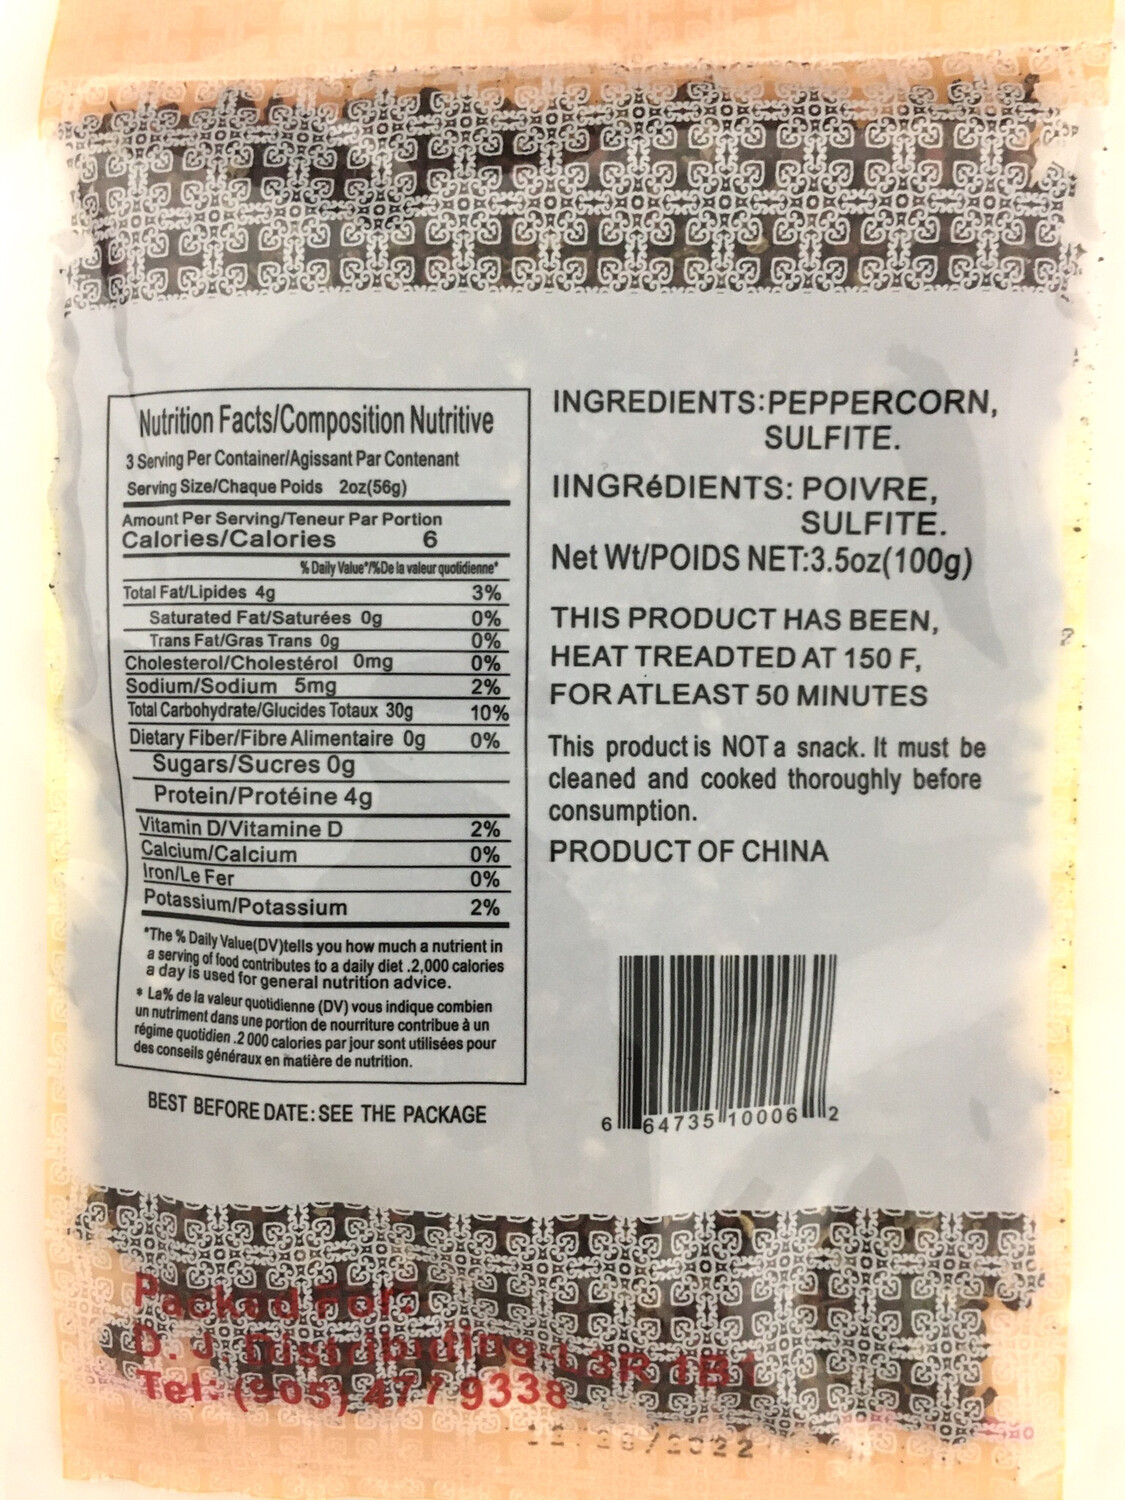 Nutrition Facts/Composition Nutritive
3 Serving Per Container/Agissant Par Contenant
Serving Size/Chaque Poids 2oz(56g)
Amount Per Serving/Teneur Par Portion
Calories/Calories 6
% Daily Value*/%De la valeur quotidienne*
Total Fat/Lipides 4g 3%
Saturated Fat/Saturées 0g 0%
Trans Fat/Gras Trans 0g 0%
Cholesterol/Cholestérol 0mg 0%
Sodium/Sodium 5mg 2%
Total Carbohydrate/Glucides Totaux 30g 10%
Dietary Fiber/Fibre Alimentaire 0g 0%
Sugars/Sucres 0g
Protein/Protéine 4g
Vitamin D/Vitamine D 2%
Calcium/Calcium 0%
Iron/Le Fer 0%
Potassium/Potassium 2%
*The % Daily Value(DV)tells you how much a nutrient in
a serving of food contributes to a daily diet .2,000 calories
a day is used for general nutrition advice.
* La% de la valeur quotidienne (DV) vous indique combien
un nutriment dans une portion de nourriture contribue à un
régime quotidien .2 000 calories par jour sont utilisées pour
des conseils généraux en matière de nutrition.
BEST BEFORE DATE: SEE THE PACKAGE
INGREDIENTS:PEPPERCORN,
SULFITE.
IINGRéDIENTS: POIVRE,
SULFITE.
Net Wt/POIDS NET:3.5oz(100g)
THIS PRODUCT HAS BEEN,
HEAT TREADTED AT 150 F,
FOR ATLEAST 50 MINUTES
This product is NOT a snack. It must be
cleaned and cooked thoroughly before
consumption.
PRODUCT OF CHINA
6 64735 10006 2
Packed For:
D. J. Distributing L3R 1B1
Tel: (905) 477 9338